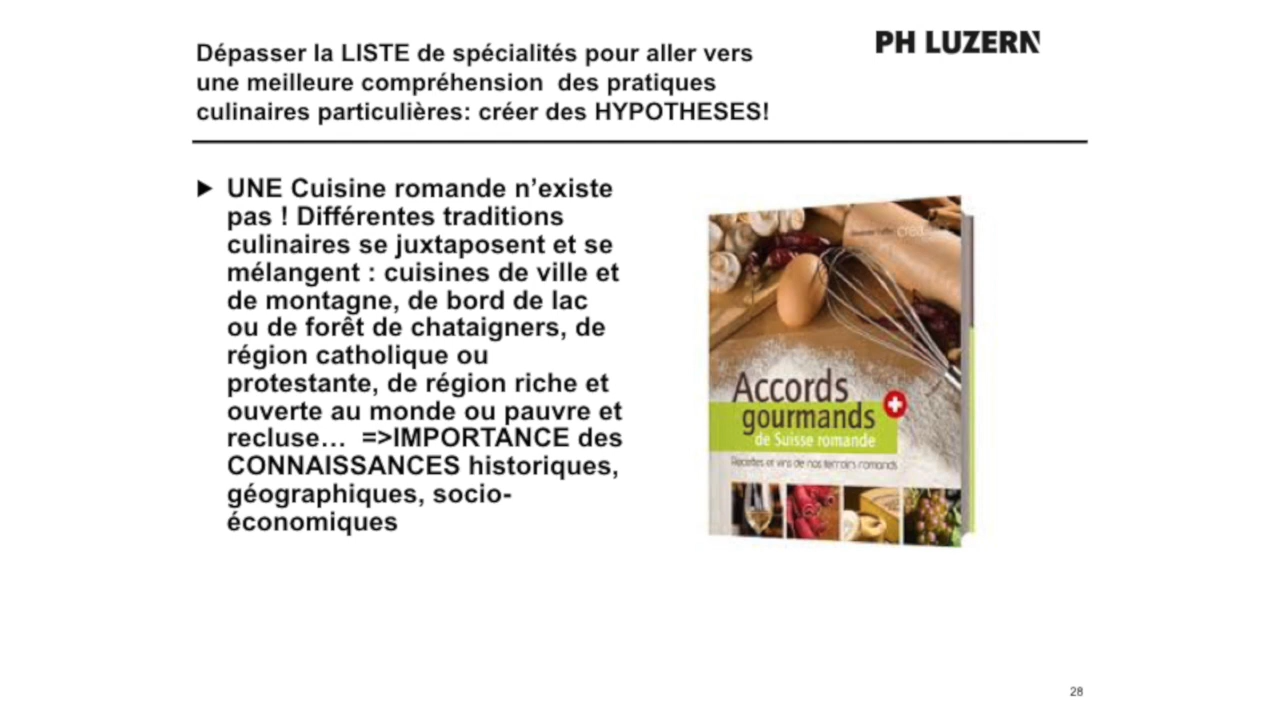 Dépasser la LISTE de spécialités pour aller vers
une meilleure compréhension  des pratiques
culinaires particulières: créer des HYPOTHESES!
PH LUZERN
UNE Cuisine romande n’existe
pas ! Différentes traditions
culinaires se juxtaposent et se
mélangent : cuisines de ville et
de montagne, de bord de lac
ou de forêt de chataigners, de
région catholique ou
protestante, de région riche et
ouverte au monde ou pauvre et
recluse…  =>IMPORTANCE des
CONNAISSANCES historiques,
géographiques, socio-
économiques
Accords
gourmands
de Suisse romande
Recettes et vins de nos terroirs romands
28